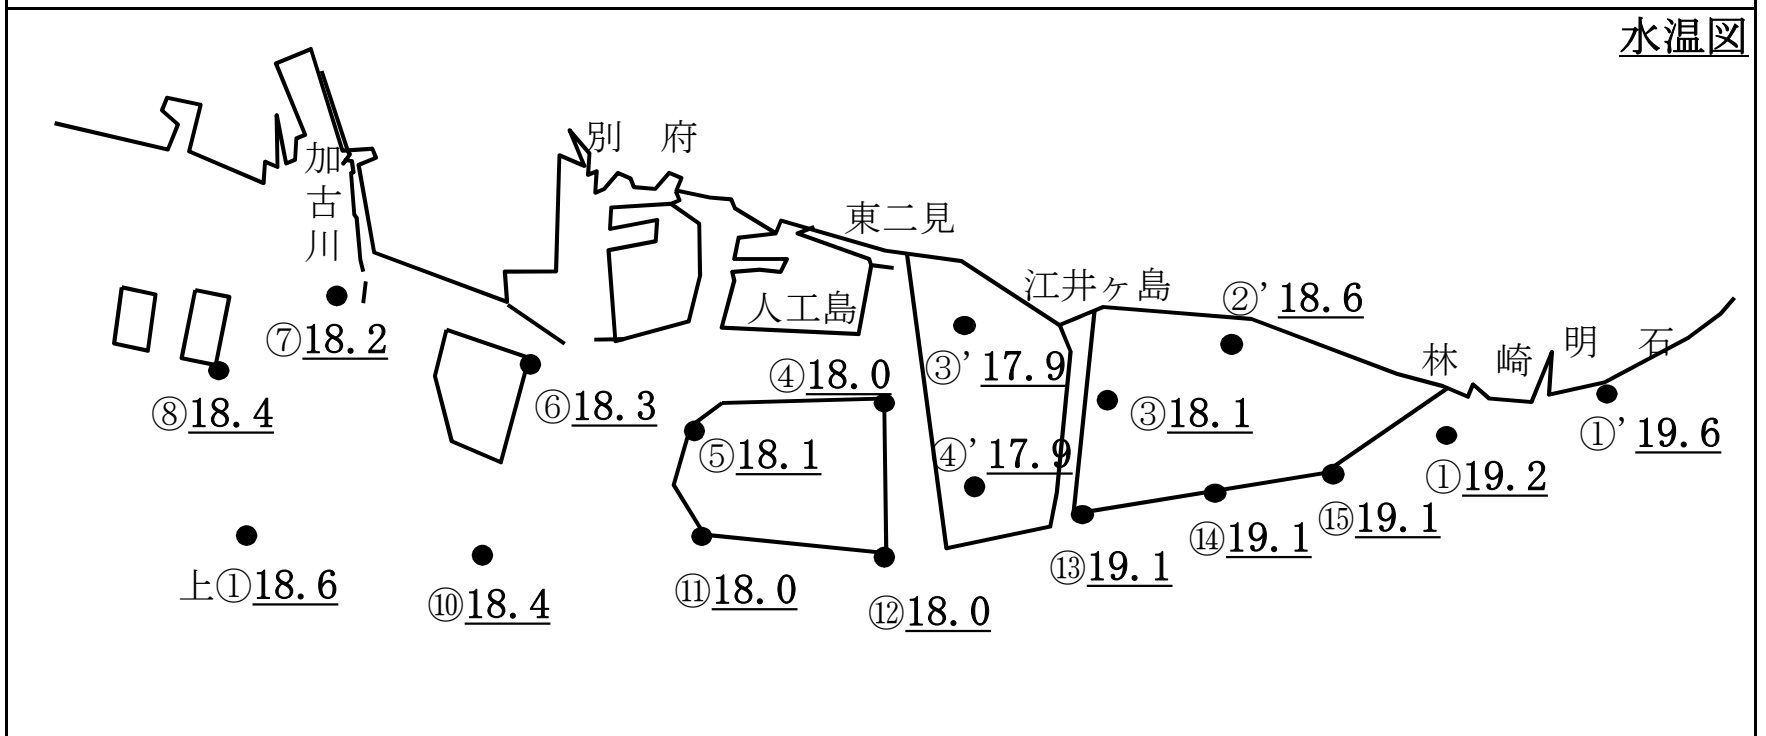 水温図
別　府
加古川
東二見
江井ヶ島
②' 18.6
人工島
林　崎
明　石
⑦18.2
③' 17.9
④18.0
⑧18.4
⑥18.3
③18.1
①' 19.6
⑤18.1
④' 17.9
①19.2
⑮19.1
⑭19.1
⑬19.1
上①18.6
⑩18.4
⑪18.0
⑫18.0